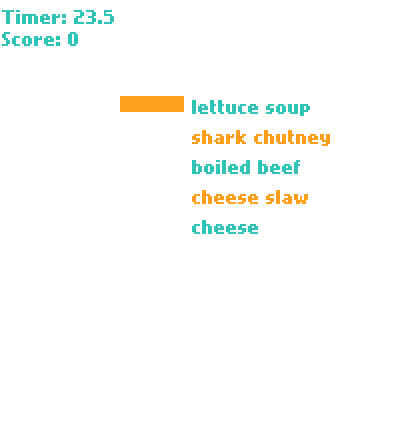 Timer: 23.5
Score: 0
lettuce soup
shark chutney
boiled beef
cheese slaw
cheese